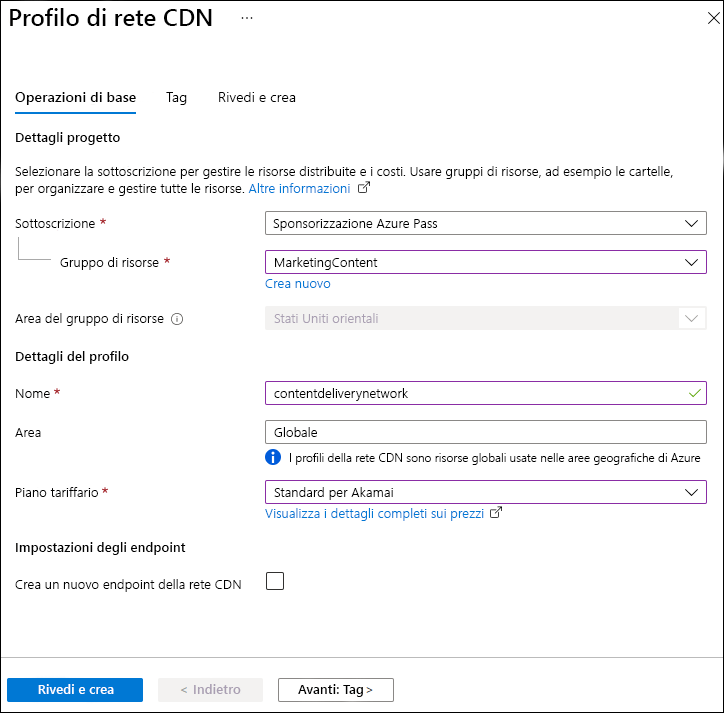 Profilo di rete CDN ...
Operazioni di base Tag Rivedi e crea
Dettagli progetto
Selezionare la sottoscrizione per gestire le risorse distribuite e i costi. Usare gruppi di risorse, ad esempio le cartelle,
per organizzare e gestire tutte le risorse. Altre informazioni
Sottoscrizione * Sponsorizzazione Azure Pass
Gruppo di risorse * MarketingContent
Crea nuovo
Area del gruppo di risorse Stati Uniti orientali
Dettagli del profilo
Nome * contentdeliverynetwork
Area Globale
I profili della rete CDN sono risorse globali usate nelle aree geografiche di Azure
Piano tariffario * Standard per Akamai
Visualizza i dettagli completi sui prezzi
Impostazioni degli endpoint
Crea un nuovo endpoint della rete CDN
Rivedi e crea < Indietro Avanti: Tag >